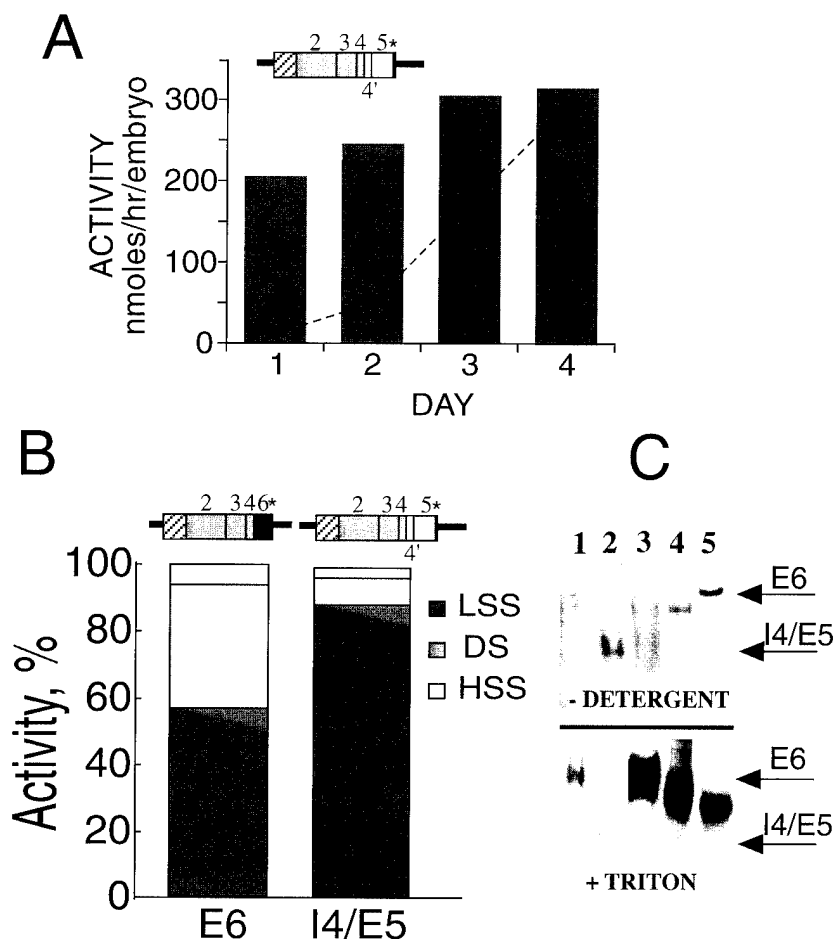 A
2 3 4 5*
4'
300
200
100
0
ACTIVITY
nmoles/hr/embryo
1 2 3 4
DAY
B
2 3 4 6*
2 3 4 5*
4'
100
80
60
40
20
0
Activity, %
LSS
DS
HSS
E6 I4/E5
C
1 2 3 4 5
E6
I4/E5
- DETERGENT
E6
I4/E5
+ TRITON